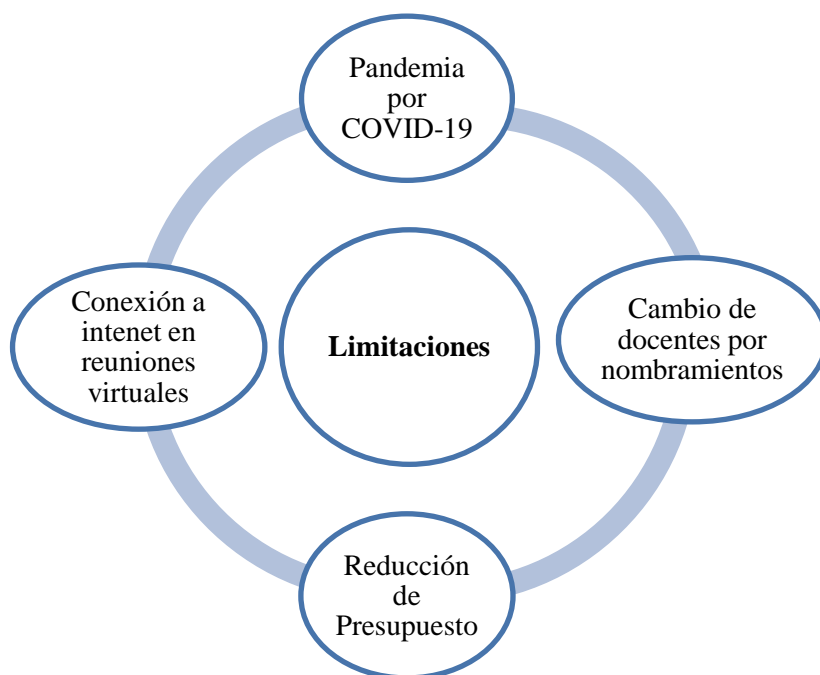 Pandemia
por
COVID-19
Conexión a
intenet en
reuniones
virtuales
Limitaciones
Cambio de
docentes por
nombramientos
Reducción
de
Presupuesto